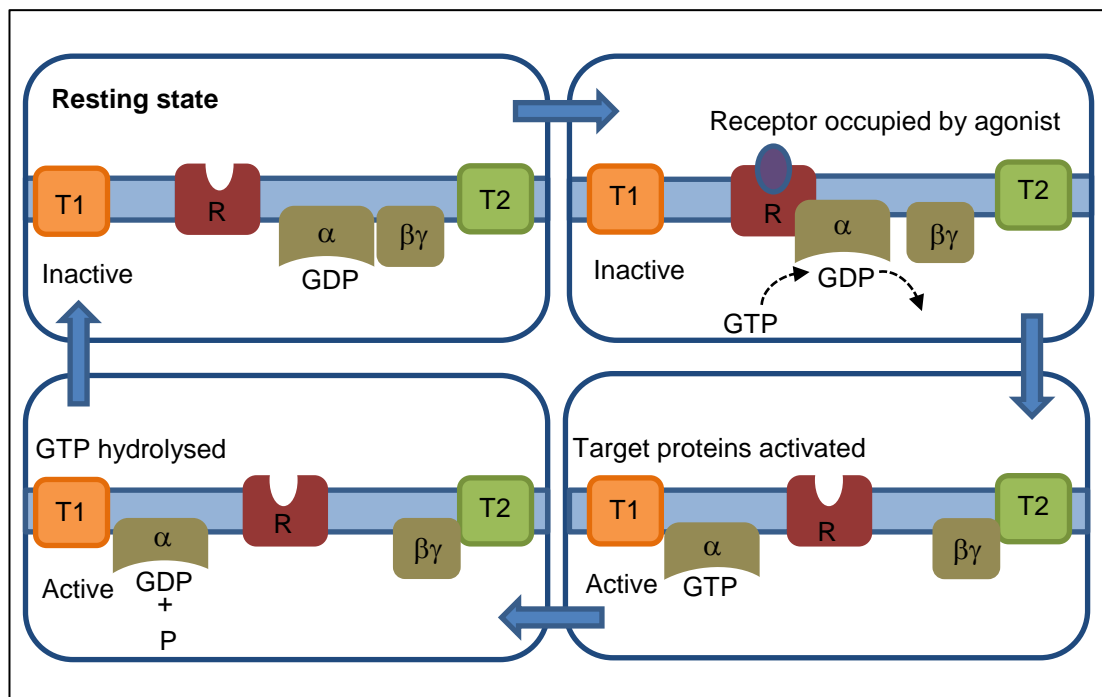 Resting state
T1
R
α
βγ
T2
GDP
Inactive
Receptor occupied by agonist
T1
R
α
βγ
T2
GDP
Inactive
GTP
GTP hydrolysed
T1
R
T2
α
βγ
Active
GDP
+
P
Target proteins activated
T1
R
T2
α
βγ
Active
GTP